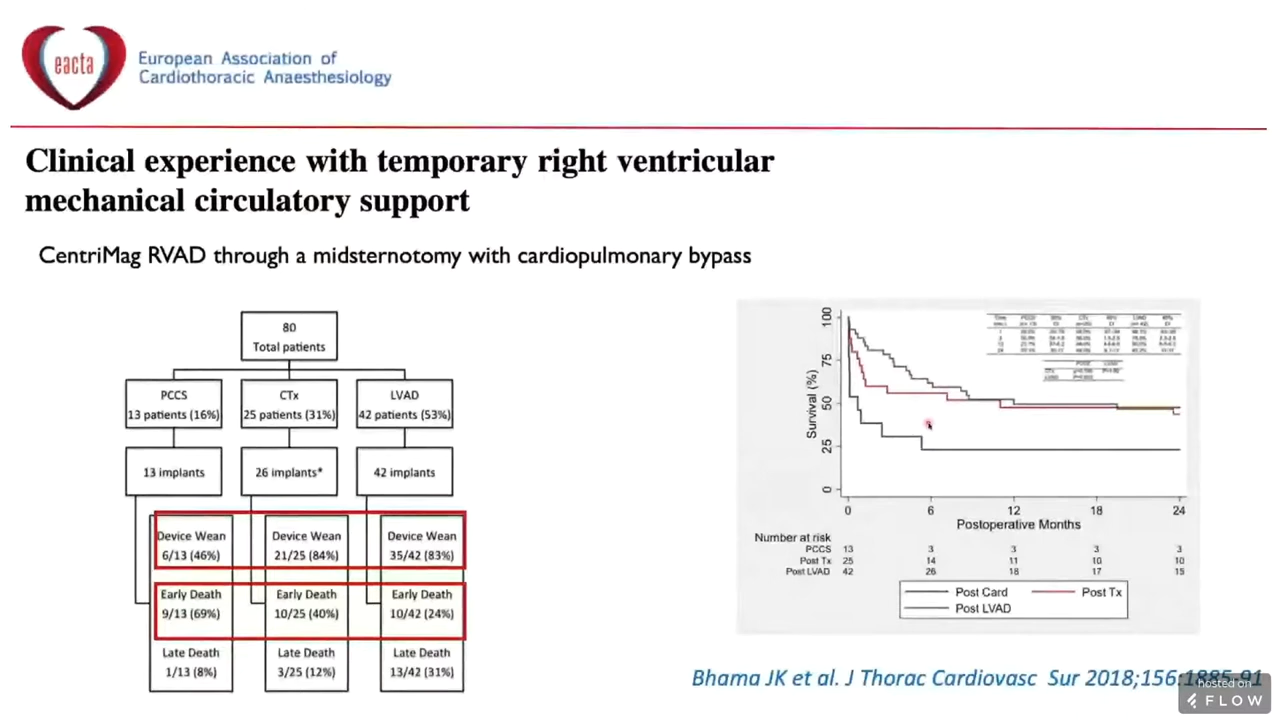 eacta
European Association of
Cardiothoracic Anaesthesiology
Clinical experience with temporary right ventricular
mechanical circulatory support
CentriMag RVAD through a midsternotomy with cardiopulmonary bypass
80
Total patients
PCCS
13 patients (16%)
CTx
25 patients (31%)
LVAD
42 patients (53%)
13 implants
26 implants*
42 implants
Device Wean
6/13 (46%)
Device Wean
21/25 (84%)
Device Wean
35/42 (83%)
Early Death
9/13 (69%)
Early Death
10/25 (40%)
Early Death
10/42 (24%)
Late Death
1/13 (8%)
Late Death
3/25 (12%)
Late Death
13/42 (31%)
Survival (%)
100
75
50
25
0
0 6 12 18 24
Postoperative Months
Number at risk
PCCS 13 3 3 3 3
Post Tx 25 14 11 10 10
Post LVAD 42 26 18 17 15
Post Card
Post Tx
Post LVAD
Bhama JK et al. J Thorac Cardiovasc Sur 2018;156:1885-91
hosted on
FLOW